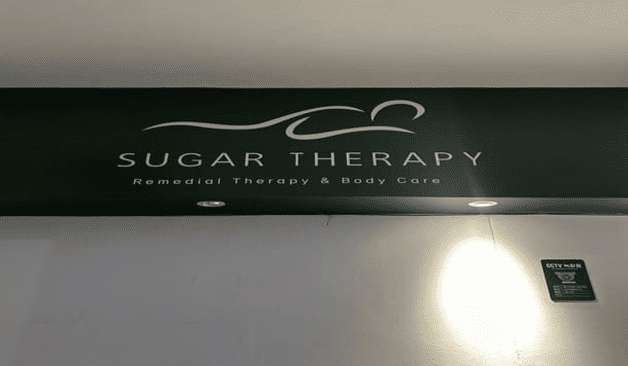 SUGAR THERAPY
Remedial Therapy & Body Care
CCTV